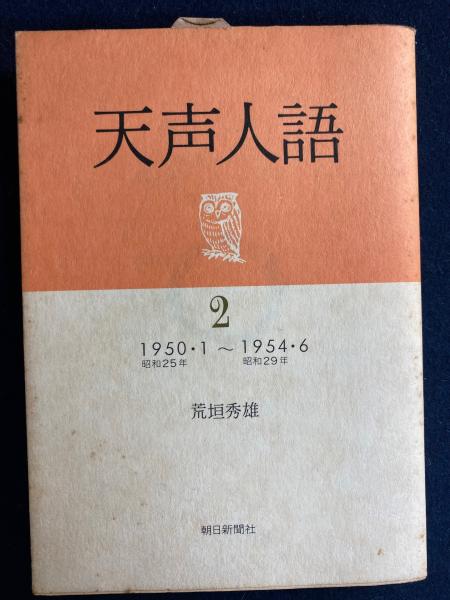 天声人語
2
1950・1 ～ 1954・6
昭和25年 昭和29年
荒垣秀雄
朝日新聞社